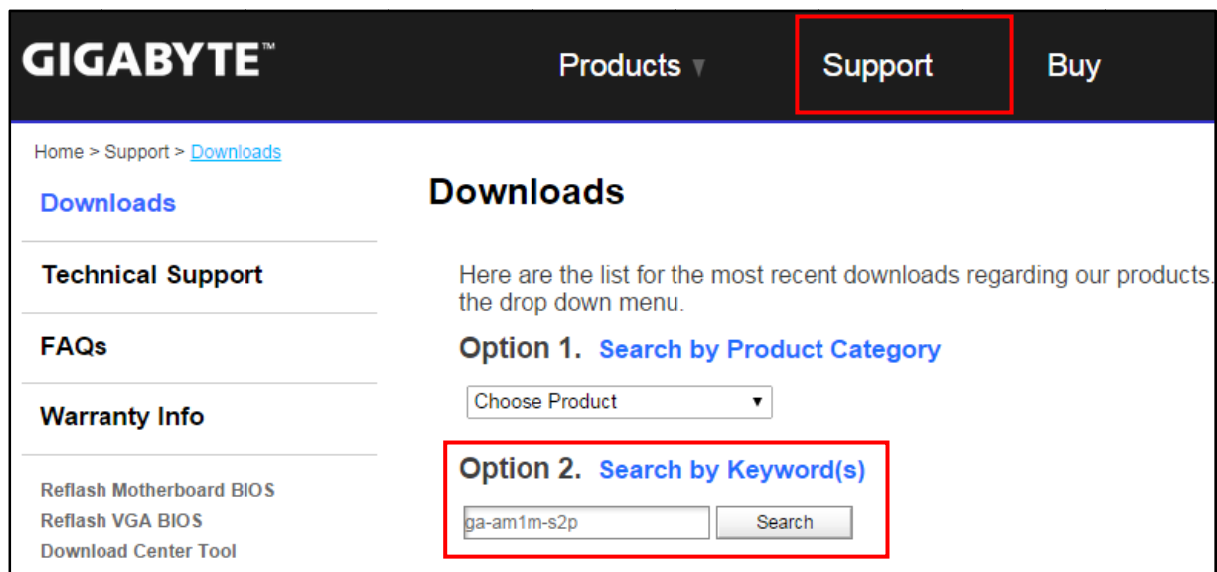 GIGABYTE™
Products ▼ Support Buy
Home > Support > Downloads
Downloads
Technical Support
FAQs
Warranty Info
Reflash Motherboard BIOS
Reflash VGA BIOS
Download Center Tool
Downloads
Here are the list for the most recent downloads regarding our products.
the drop down menu.
Option 1. Search by Product Category
Choose Product ▼
Option 2. Search by Keyword(s)
ga-am1m-s2p Search